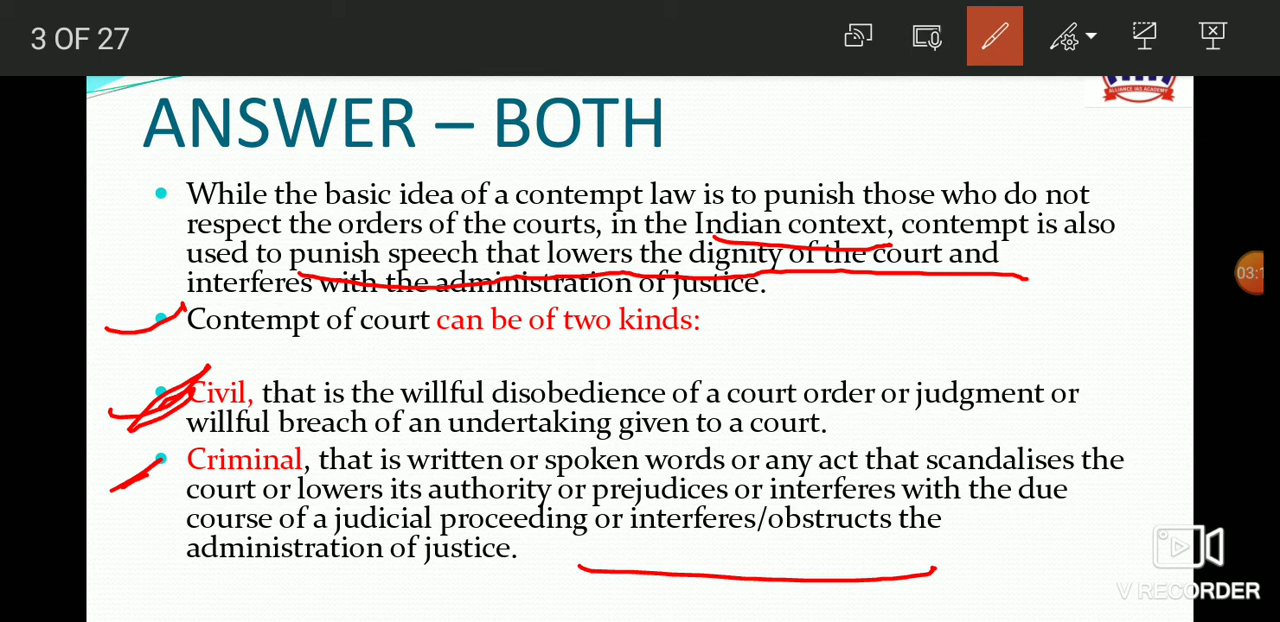 3 OF 27
ALLIANCE IAS ACADEMY
ANSWER – BOTH
While the basic idea of a contempt law is to punish those who do not
respect the orders of the courts, in the Indian context, contempt is also
used to punish speech that lowers the dignity of the court and
interferes with the administration of justice.
Contempt of court can be of two kinds:
Civil, that is the willful disobedience of a court order or judgment or
willful breach of an undertaking given to a court.
Criminal, that is written or spoken words or any act that scandalises the
court or lowers its authority or prejudices or interferes with the due
course of a judicial proceeding or interferes/obstructs the
administration of justice.
V RECORDER